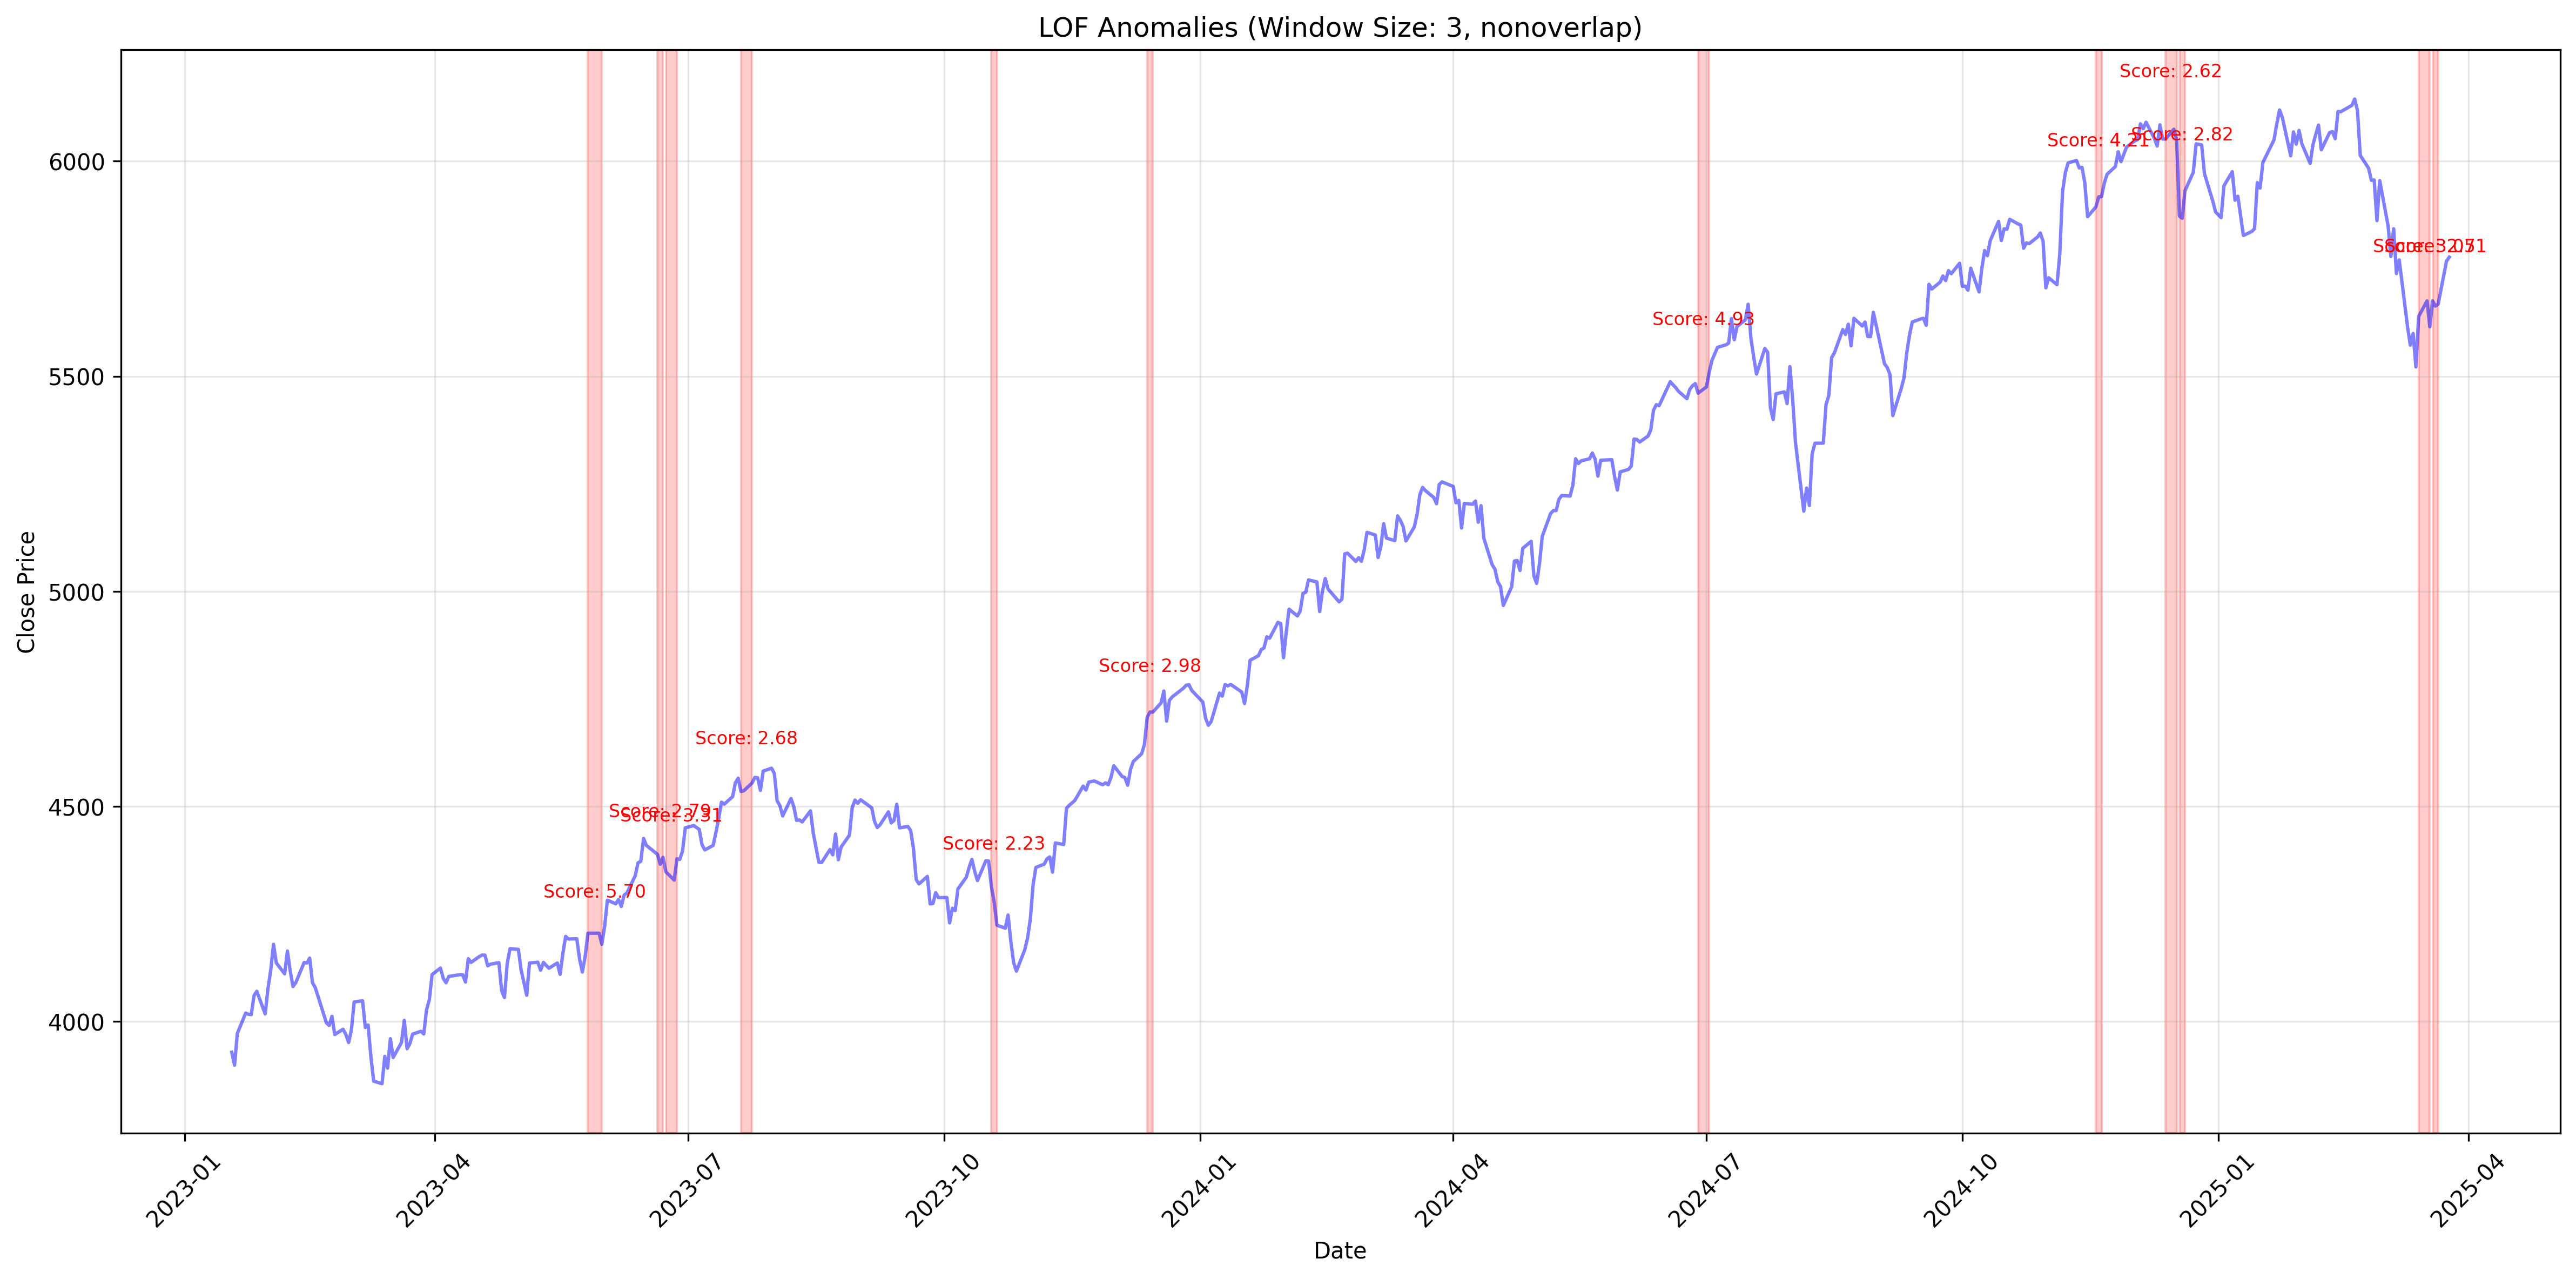 LOF Anomalies (Window Size: 3, nonoverlap)
Score: 2.62
Score: 4.21
Score: 2.82
Score: 4.93
Score: 2.98
Score: 2.68
Score: 2.79
Score: 3.31
Score: 2.23
Score: 5.70
6000
5500
5000
4500
4000
Close Price
2023-01
2023-04
2023-07
2023-10
2024-01
2024-04
2024-07
2024-10
2025-01
2025-04
Date